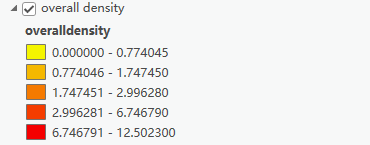 overall density
overalldensity
0.000000 - 0.774045
0.774046 - 1.747450
1.747451 - 2.996280
2.996281 - 6.746790
6.746791 - 12.502300